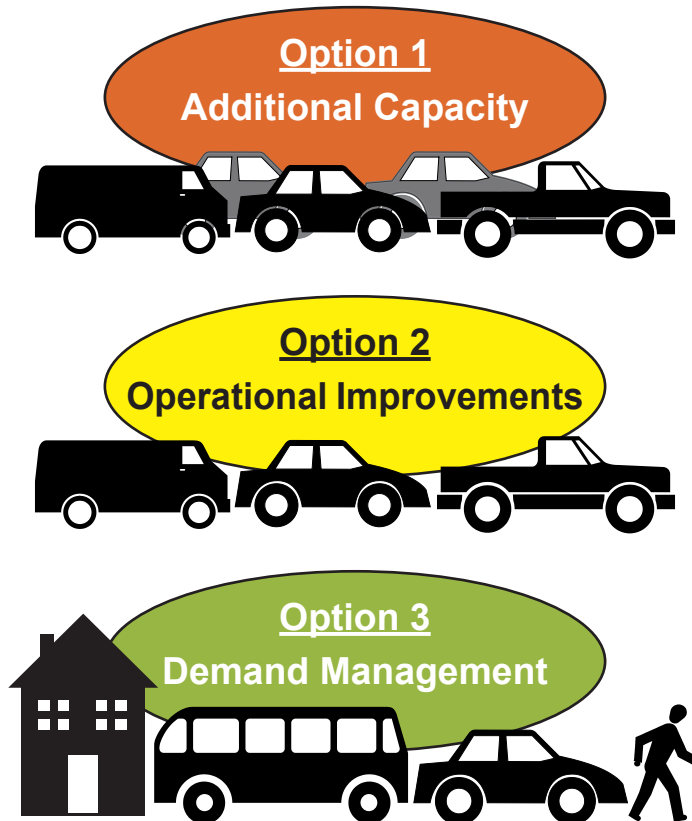 Option 1
Additional Capacity
Option 2
Operational Improvements
Option 3
Demand Management